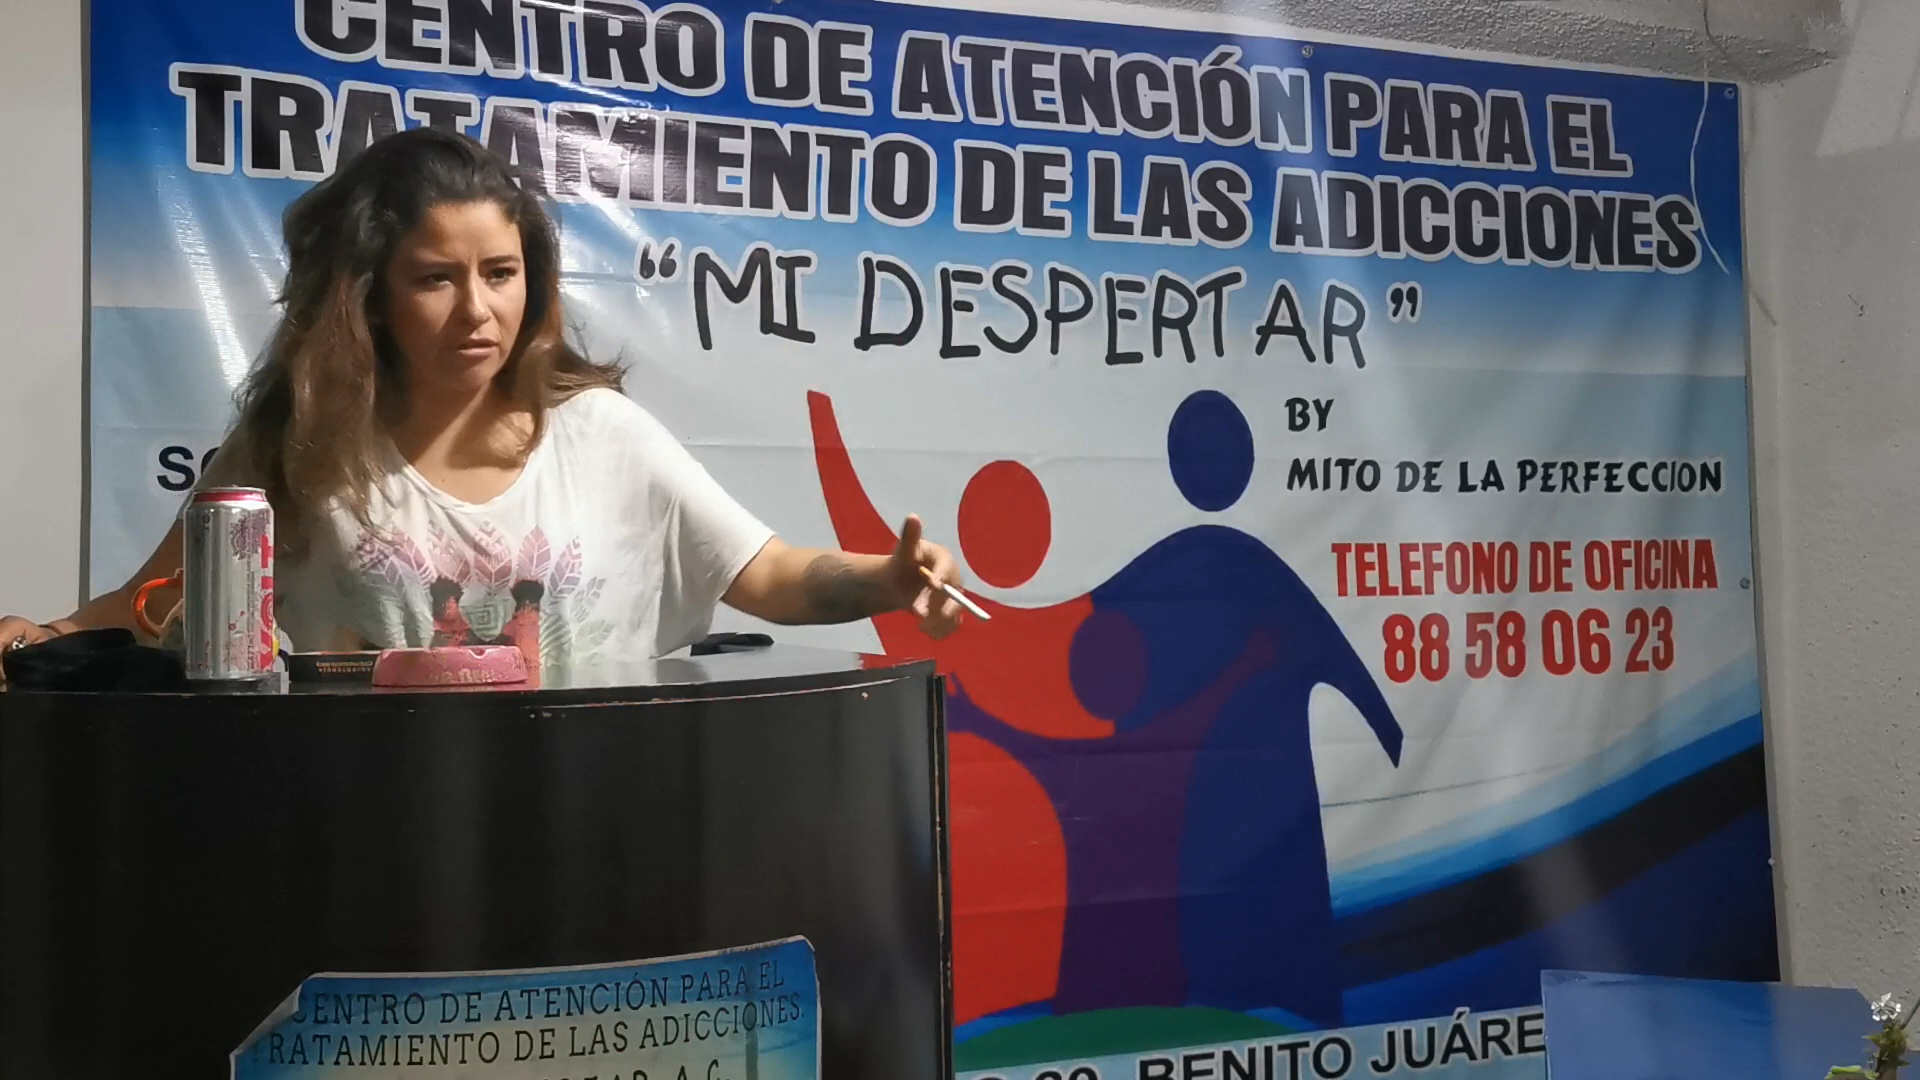 CENTRO DE ATENCIÓN PARA EL
TRATAMIENTO DE LAS ADICCIONES
“MI DESPERTAR”
BY
MITO DE LA PERFECCION
TELEFONO DE OFICINA
88 58 06 23
BENITO JUÁRE
CENTRO DE ATENCIÓN PARA EL
TRATAMIENTO DE LAS ADICCIONES.
A.C.